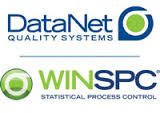 DataNet
QUALITY SYSTEMS
WINSPC®
STATISTICAL PROCESS CONTROL